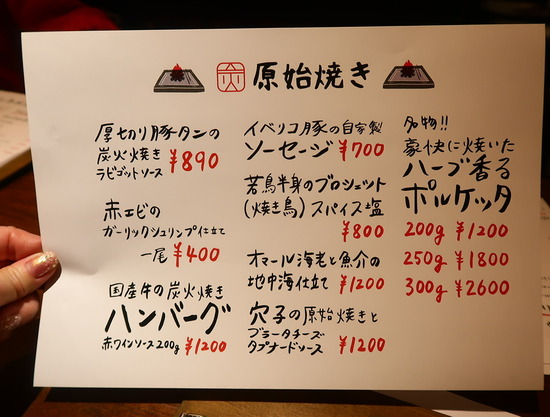 原始焼き
厚切り豚タンの
炭火焼き
ラビゴットソース ¥890
赤エビの
ガーリックシュリンプ仕立て
一尾 ¥400
国産牛の炭火焼き
ハンバーグ
赤ワインソース200g ¥1200
イベリコ豚の自家製
ソーセージ ¥700
若鳥半身のブロシェット
(焼き鳥)スパイス塩
¥800
オマール海老と魚介の
地中海仕立て ¥1200
穴子の原始焼きと
ブラータチーズ
タプナードソース ¥1200
名物!!
豪快に焼いた
ハーブ香る
ポルケッタ
200g ¥1200
250g ¥1800
300g ¥2600